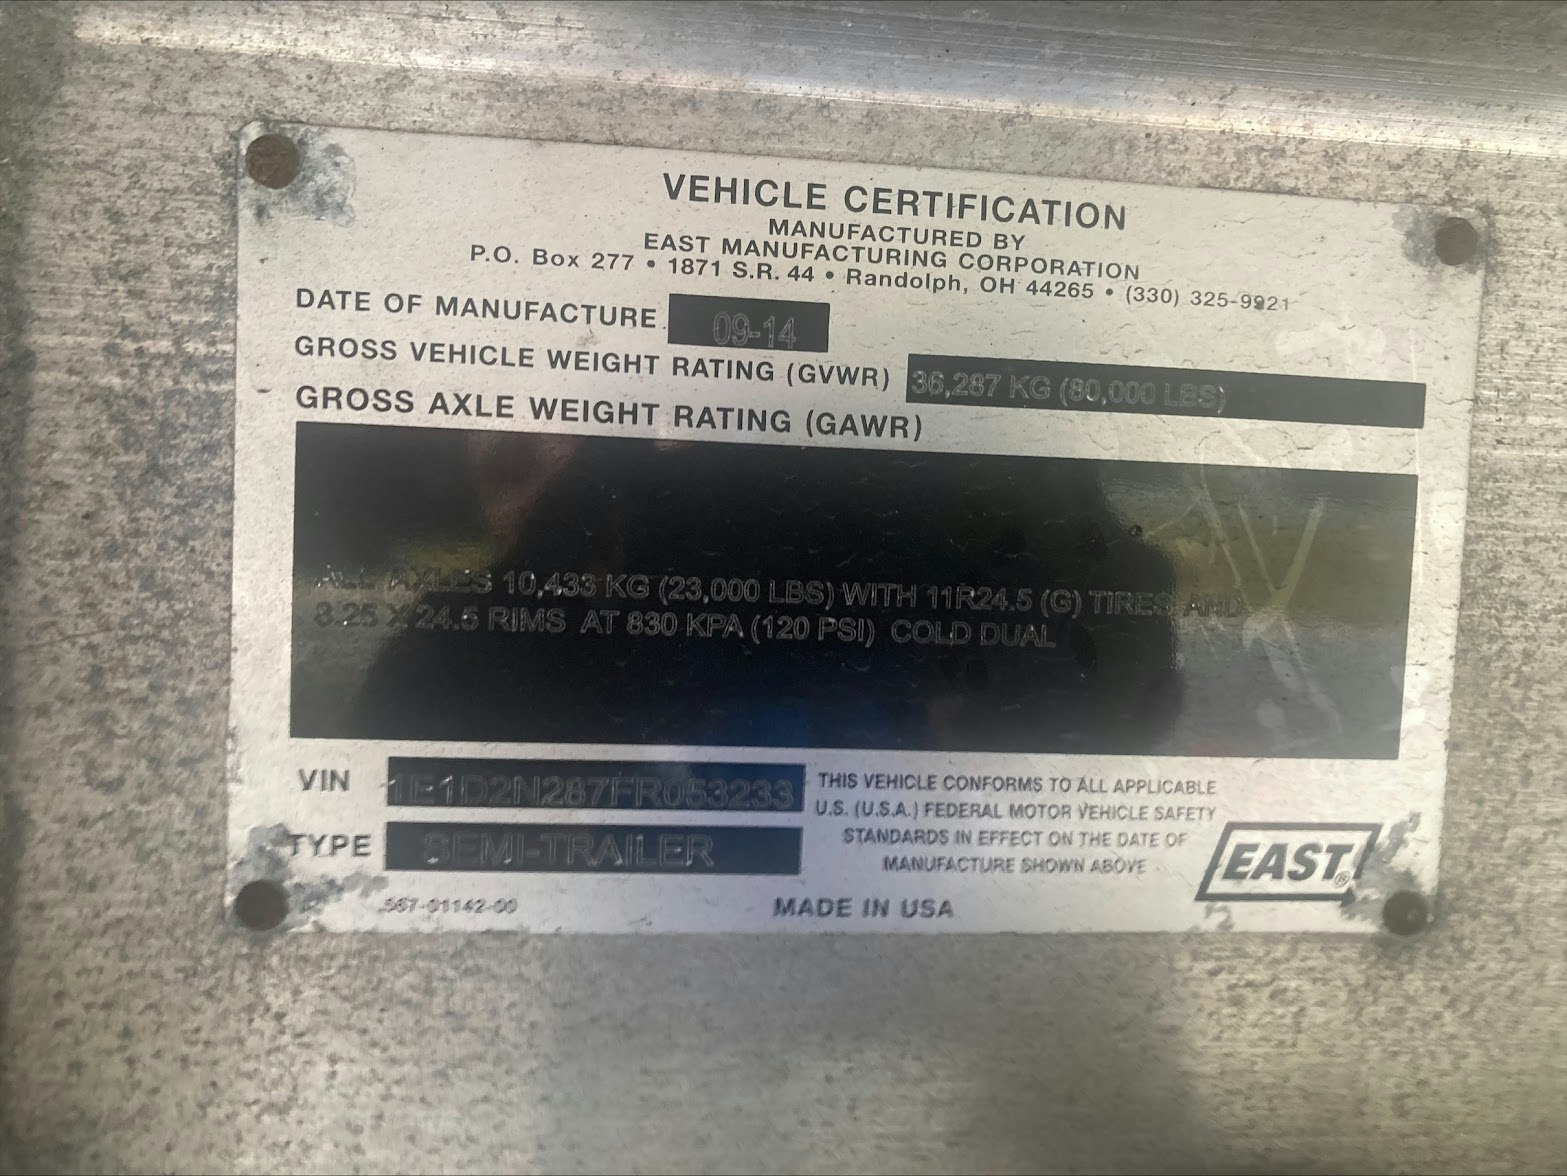 VEHICLE CERTIFICATION
MANUFACTURED BY
EAST MANUFACTURING CORPORATION
P.O. Box 277 • 1871 S.R. 44 • Randolph, OH 44265 • (330) 325-9921
DATE OF MANUFACTURE 09-14
GROSS VEHICLE WEIGHT RATING (GVWR) 36,287 KG (80,000 LBS)
GROSS AXLE WEIGHT RATING (GAWR)
ALL AXLES 10,433 KG (23,000 LBS) WITH 11R24.5 (G) TIRES AND
8.25 X 24.5 RIMS AT 830 KPA (120 PSI) COLD DUAL
VIN 1E1D2N287FR053233
TYPE SEMI-TRAILER
THIS VEHICLE CONFORMS TO ALL APPLICABLE
U.S. (U.S.A.) FEDERAL MOTOR VEHICLE SAFETY
STANDARDS IN EFFECT ON THE DATE OF
MANUFACTURE SHOWN ABOVE
EAST®
567-01142-00
MADE IN USA